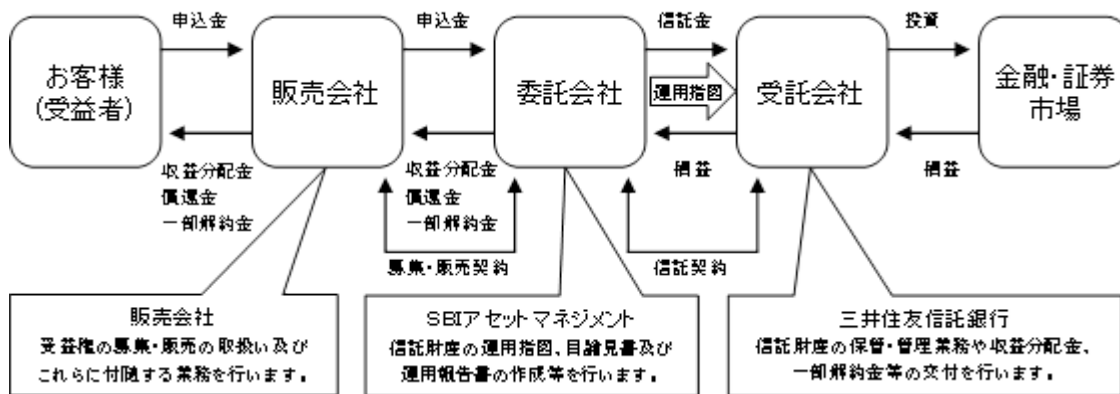 申込金
申込金
信託金
投資
お客様
(受益者)
販売会社
委託会社
運用指図
受託会社
金融・証券
市場
収益分配金
償還金
一部解約金
収益分配金
償還金
一部解約金
損益
損益
募集・販売契約
信託契約
販売会社
受益権の募集・販売の取扱い及び
これらに付随する業務を行います。
SBIアセットマネジメント
信託財産の運用指図、目論見書及び
運用報告書の作成等を行います。
三井住友信託銀行
信託財産の保管・管理業務や収益分配金、
一部解約金等の交付を行います。